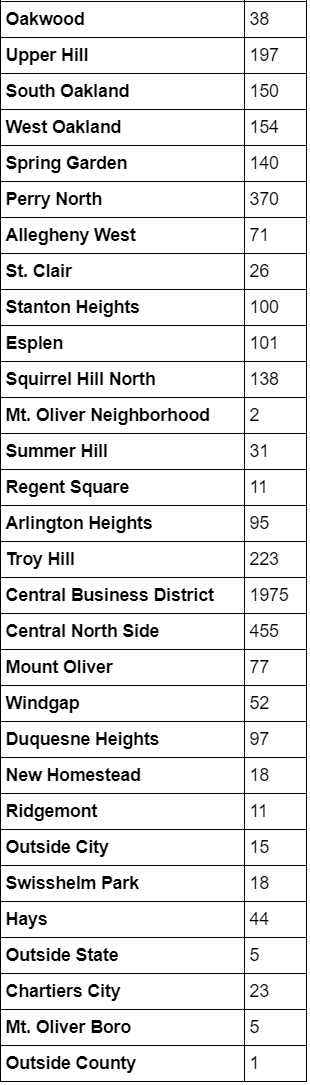 Oakwood 38
Upper Hill 197
South Oakland 150
West Oakland 154
Spring Garden 140
Perry North 370
Allegheny West 71
St. Clair 26
Stanton Heights 100
Esplen 101
Squirrel Hill North 138
Mt. Oliver Neighborhood 2
Summer Hill 31
Regent Square 11
Arlington Heights 95
Troy Hill 223
Central Business District 1975
Central North Side 455
Mount Oliver 77
Windgap 52
Duquesne Heights 97
New Homestead 18
Ridgemont 11
Outside City 15
Swisshelm Park 18
Hays 44
Outside State 5
Chartiers City 23
Mt. Oliver Boro 5
Outside County 1